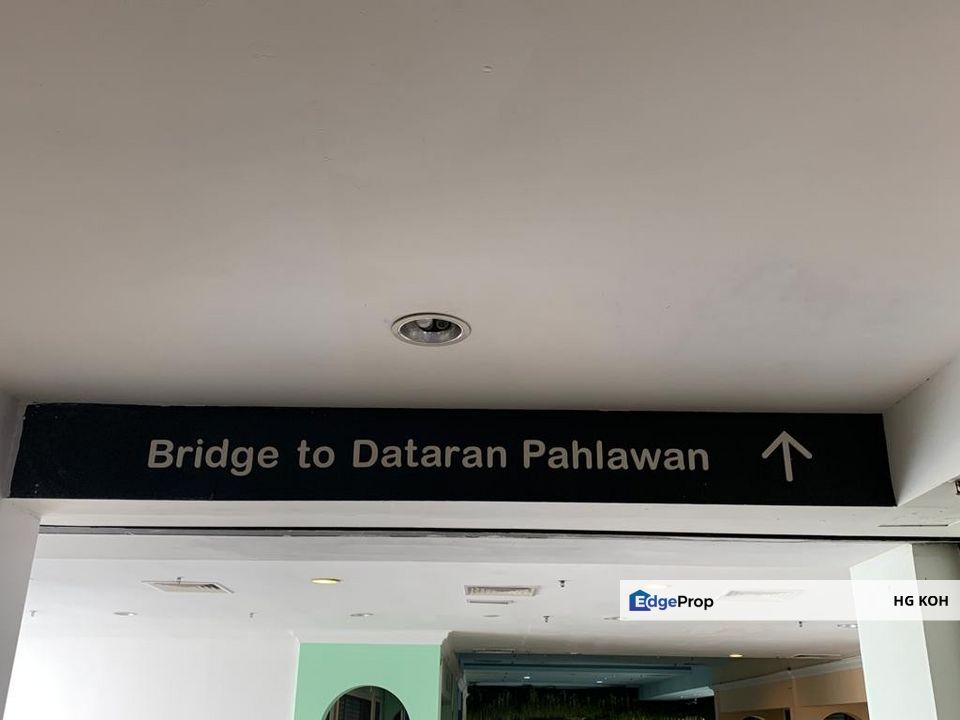 Bridge to Dataran Pahlawan ↑
EdgeProp
HG KOH